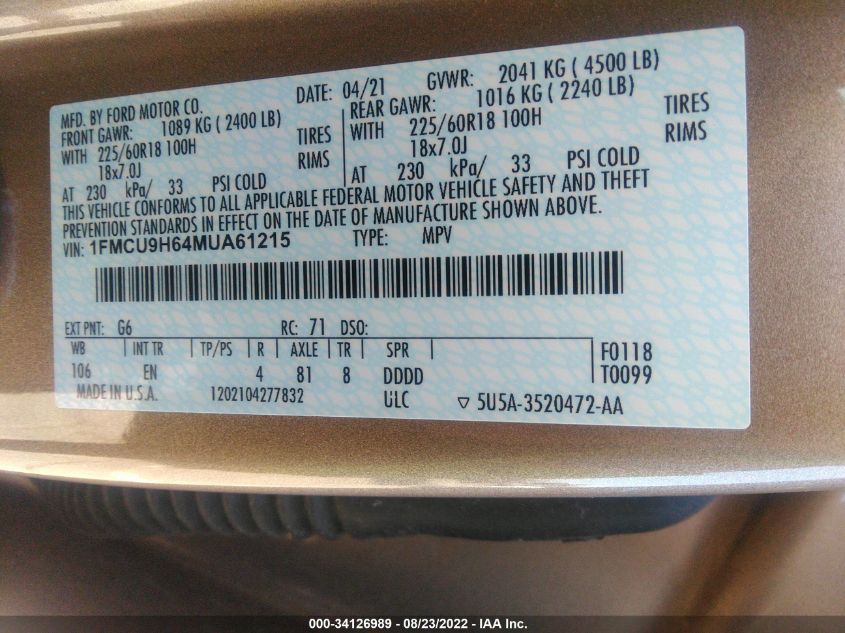 MFD. BY FORD MOTOR CO.
DATE: 04/21 GVWR: 2041 KG ( 4500 LB)
FRONT GAWR: 1089 KG ( 2400 LB)
WITH 225/60R18 100H TIRES
18x7.0J RIMS
AT 230 kPa/ 33 PSI COLD
REAR GAWR: 1016 KG ( 2240 LB)
WITH 225/60R18 100H TIRES
18x7.0J RIMS
AT 230 kPa/ 33 PSI COLD
THIS VEHICLE CONFORMS TO ALL APPLICABLE FEDERAL MOTOR VEHICLE SAFETY AND THEFT
PREVENTION STANDARDS IN EFFECT ON THE DATE OF MANUFACTURE SHOWN ABOVE.
VIN: 1FMCU9H64MUA61215 TYPE: MPV
EXT PNT: G6 RC: 71 DSO:
WB INT TR TP/PS R AXLE TR SPR F0118
106 EN 4 81 8 DDDD T0099
MADE IN U.S.A. 1202104277832 ULC ▽ 5U5A-3520472-AA
000-34126989 - 08/23/2022 - IAA Inc.